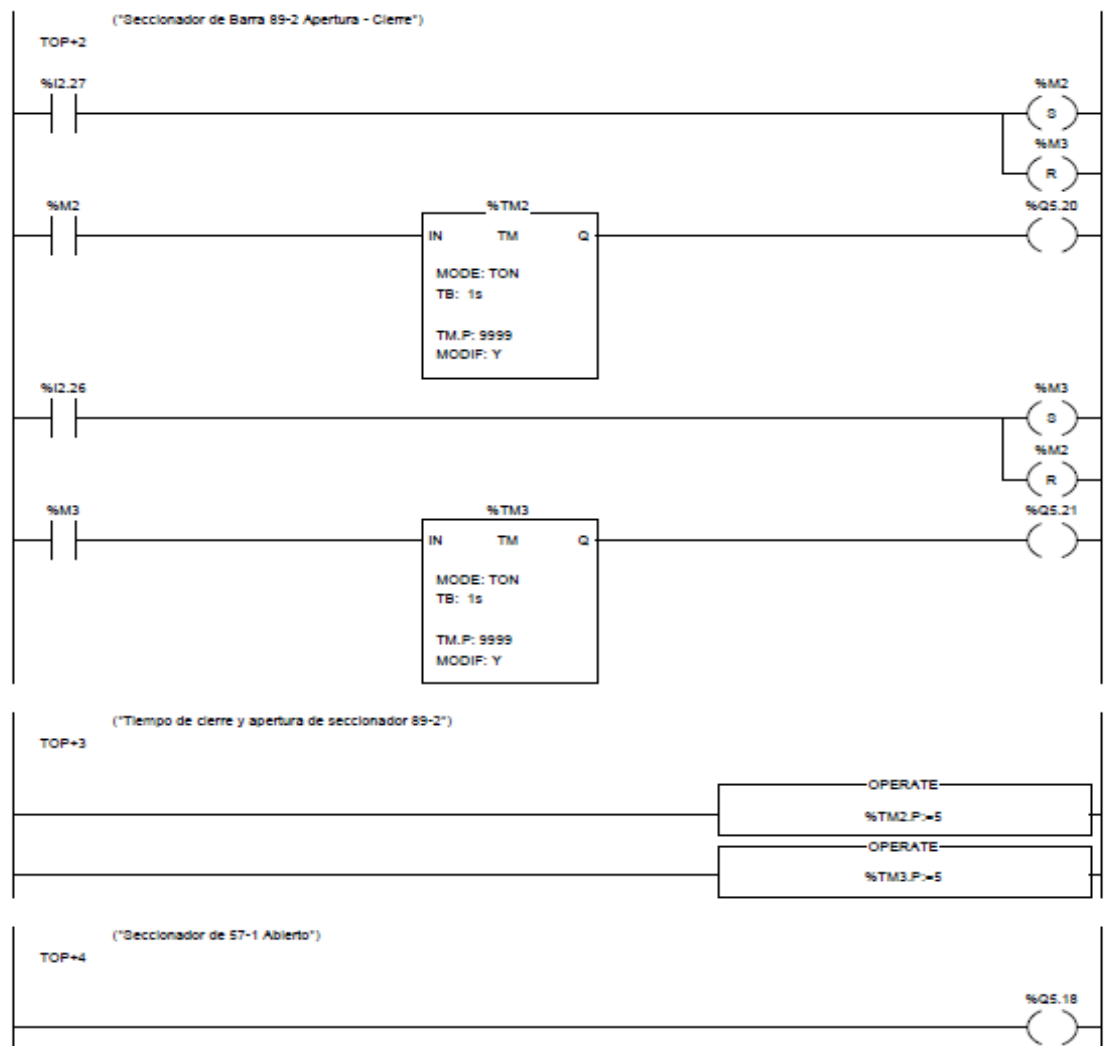 ("Seccionador de Barra 89-2 Apertura - Cierre")
TOP+2
%I2.27
%M2
S
%M3
R
%M2
%TM2
%Q5.20
IN TM Q
MODE: TON
TB: 1s
TM.P: 9999
MODIF: Y
%I2.26
%M3
S
%M2
R
%M3
%TM3
%Q5.21
IN TM Q
MODE: TON
TB: 1s
TM.P: 9999
MODIF: Y
("Tiempo de cierre y apertura de seccionador 89-2")
TOP+3
OPERATE
%TM2.P:=5
OPERATE
%TM3.P:=5
("Seccionador de 57-1 Abierto")
TOP+4
%Q5.18